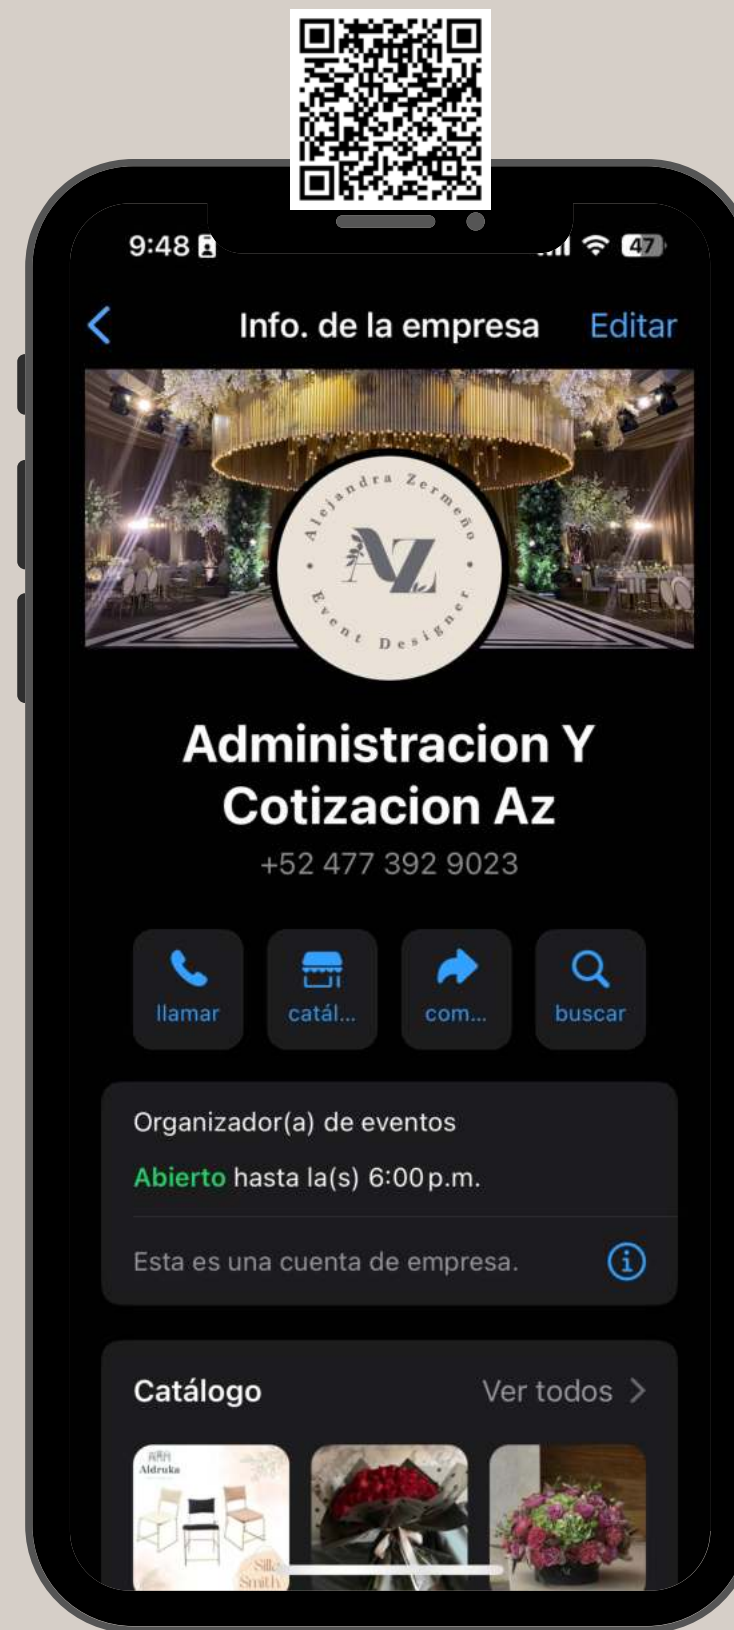 9:48
47
Info. de la empresa
Editar
Alejandra Zermeño
AZ
Event Designer
Administracion Y
Cotizacion Az
+52 477 392 9023
llamar
catál...
com...
buscar
Organizador(a) de eventos
Abierto hasta la(s) 6:00 p.m.
Esta es una cuenta de empresa.
Catálogo
Ver todos
Aldruka
Silla
Smith